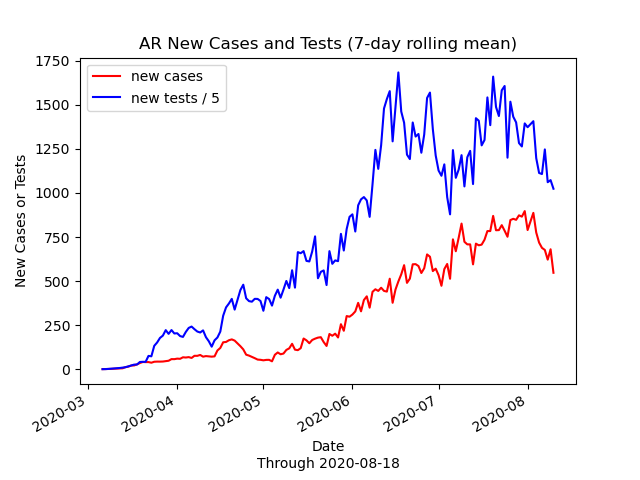 AR New Cases and Tests (7-day rolling mean)
new cases
new tests / 5
New Cases or Tests
1750
1500
1250
1000
750
500
250
0
2020-03
2020-04
2020-05
2020-06
2020-07
2020-08
Date
Through 2020-08-18